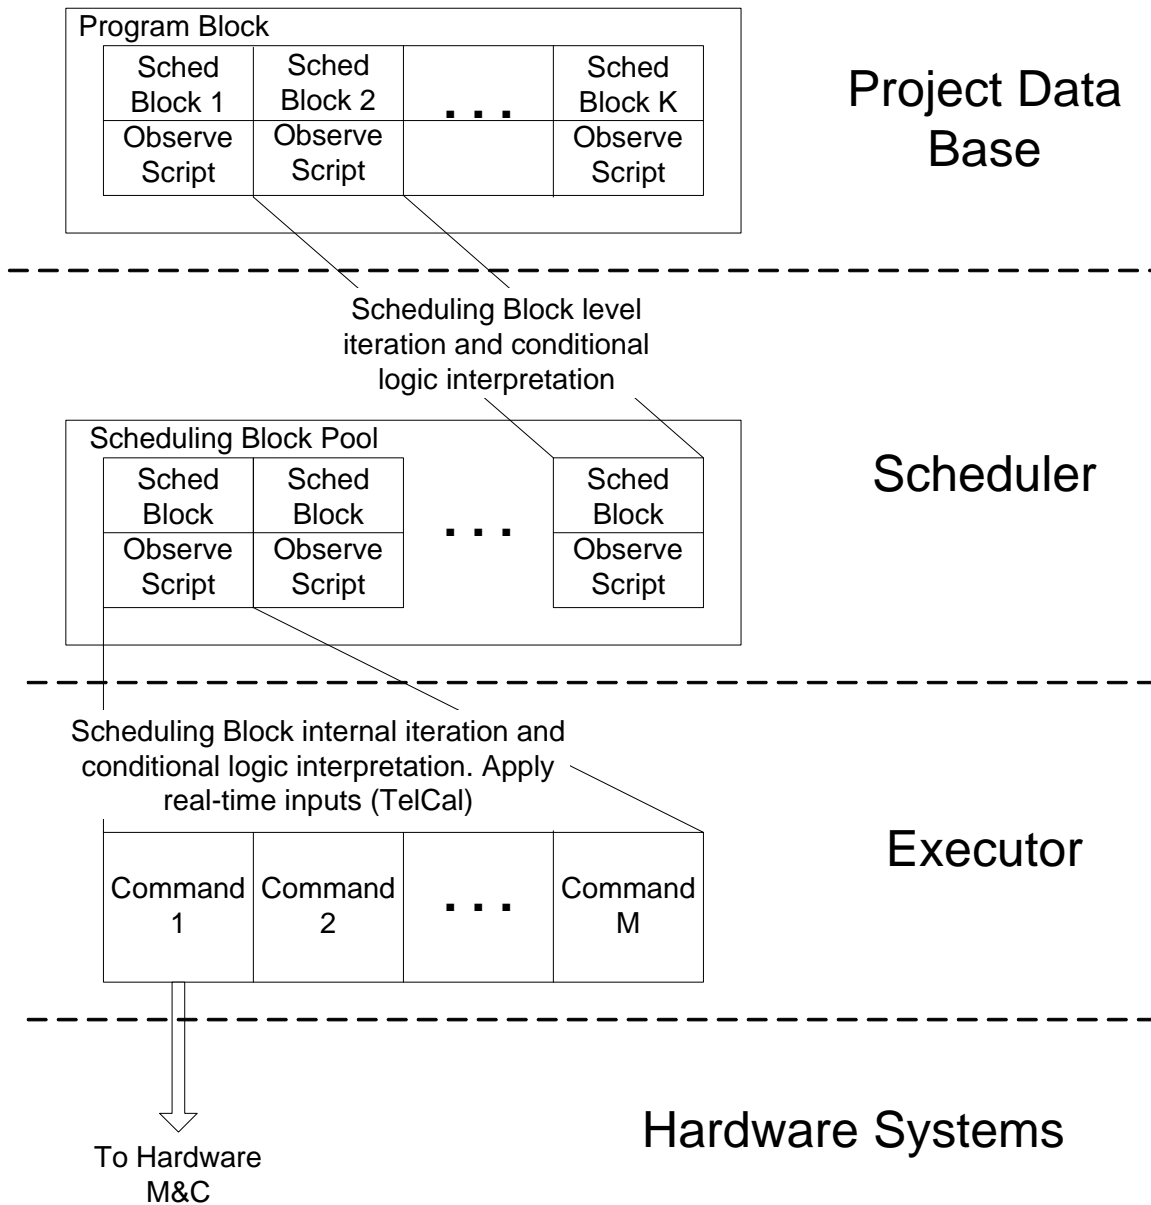 Program Block
Sched
Block 1
Sched
Block 2
. . .
Sched
Block K
Observe
Script
Observe
Script
Observe
Script
Project Data
Base
Scheduling Block level
iteration and conditional
logic interpretation
Scheduling Block Pool
Sched
Block
Sched
Block
. . .
Sched
Block
Observe
Script
Observe
Script
Observe
Script
Scheduler
Scheduling Block internal iteration and
conditional logic interpretation. Apply
real-time inputs (TelCal)
Command
1
Command
2
. . .
Command
M
Executor
To Hardware
M&C
Hardware Systems